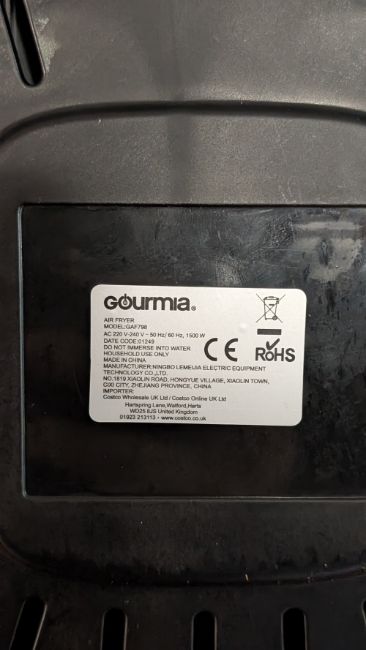 GOURMIA®
AIR FRYER
MODEL:GAF798
AC 220 V-240 V ~ 50 Hz/ 60 Hz, 1500 W
DATE CODE:01249
DO NOT IMMERSE INTO WATER
HOUSEHOLD USE ONLY
MADE IN CHINA
CE
RoHS
MANUFACTURER:NINGBO LEMEIJIA ELECTRIC EQUIPMENT
TECHNOLOGY CO.,LTD.
NO.1819 XIAOLIN ROAD, HONGYUE VILLAGE, XIAOLIN TOWN,
CIXI CITY, ZHEJIANG PROVINCE, CHINA
IMPORTER:
Costco Wholesale UK Ltd / Costco Online UK Ltd
Hartspring Lane,Watford,Herts
WD25 8JS United Kingdom
01923 213113 • www.costco.co.uk